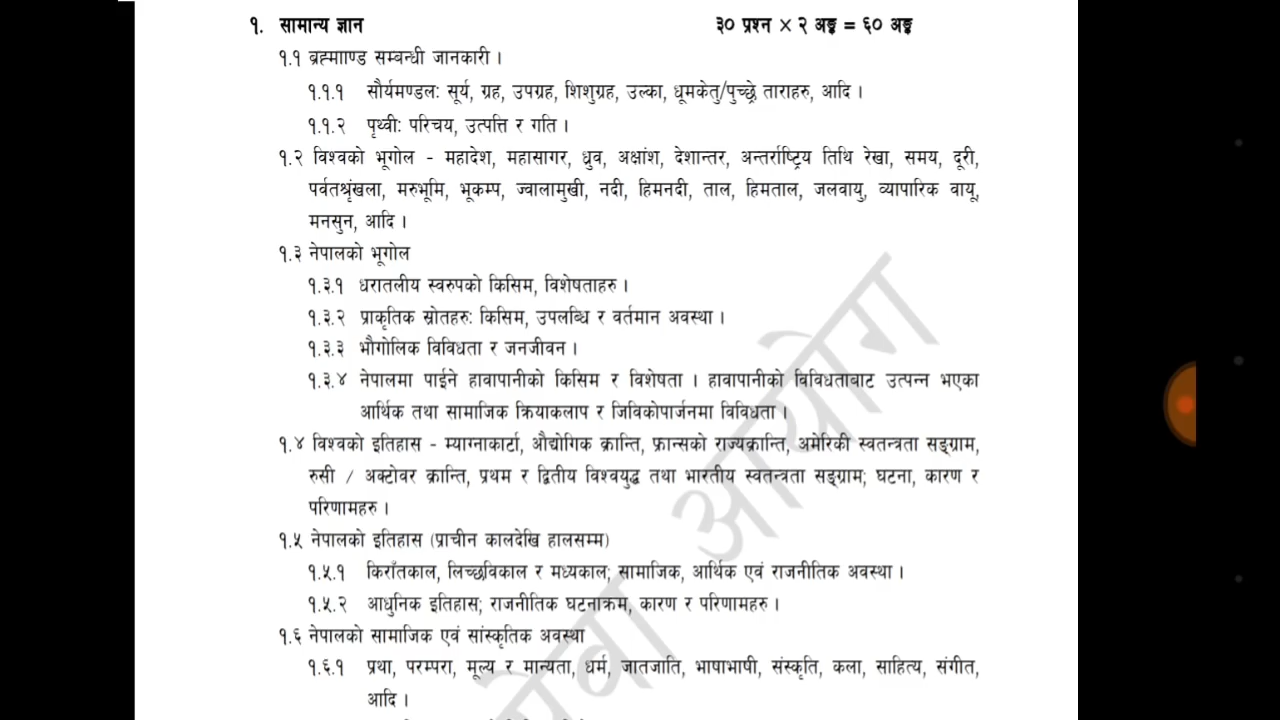 १. सामान्य ज्ञान ३० प्रश्न × २ अङ्क = ६० अङ्क
१.१ ब्रह्माण्ड सम्बन्धी जानकारी ।
१.१.१ सौर्यमण्डलः सूर्य, ग्रह, उपग्रह, शिशुग्रह, उल्का, धूमकेतु/पुच्छ्रे ताराहरु, आदि ।
१.१.२ पृथ्वीः परिचय, उत्पत्ति र गति ।
१.२ विश्वको भूगोल - महादेश, महासागर, ध्रुव, अक्षांश, देशान्तर, अन्तर्राष्ट्रिय तिथि रेखा, समय, दूरी,
पर्वतश्रृंखला, मरुभूमि, भूकम्प, ज्वालामुखी, नदी, हिमनदी, ताल, हिमताल, जलवायु, व्यापारिक वायू,
मनसुन, आदि ।
१.३ नेपालको भूगोल
१.३.१ धरातलीय स्वरुपको किसिम, विशेषताहरु ।
१.३.२ प्राकृतिक स्रोतहरुः किसिम, उपलब्धि र वर्तमान अवस्था ।
१.३.३ भौगोलिक विविधता र जनजीवन ।
१.३.४ नेपालमा पाईने हावापानीको किसिम र विशेषता । हावापानीको विविधताबाट उत्पन्न भएका
आर्थिक तथा सामाजिक क्रियाकलाप र जिविकोपार्जनमा विविधता ।
१.४ विश्वको इतिहास - म्याग्नाकार्टा, औद्योगिक क्रान्ति, फ्रान्सको राज्यक्रान्ति, अमेरिकी स्वतन्त्रता सङ्ग्राम,
रुसी / अक्टोवर क्रान्ति, प्रथम र द्वितीय विश्वयुद्ध तथा भारतीय स्वतन्त्रता सङ्ग्राम; घटना, कारण र
परिणामहरु ।
१.५ नेपालको इतिहास (प्राचीन कालदेखि हालसम्म)
१.५.१ किराँतकाल, लिच्छविकाल र मध्यकाल; सामाजिक, आर्थिक एवं राजनीतिक अवस्था ।
१.५.२ आधुनिक इतिहास; राजनीतिक घटनाक्रम, कारण र परिणामहरु ।
१.६ नेपालको सामाजिक एवं सांस्कृतिक अवस्था
१.६.१ प्रथा, परम्परा, मूल्य र मान्यता, धर्म, जातजाति, भाषाभाषी, संस्कृति, कला, साहित्य, संगीत,
आदि ।
सेवा आयोग